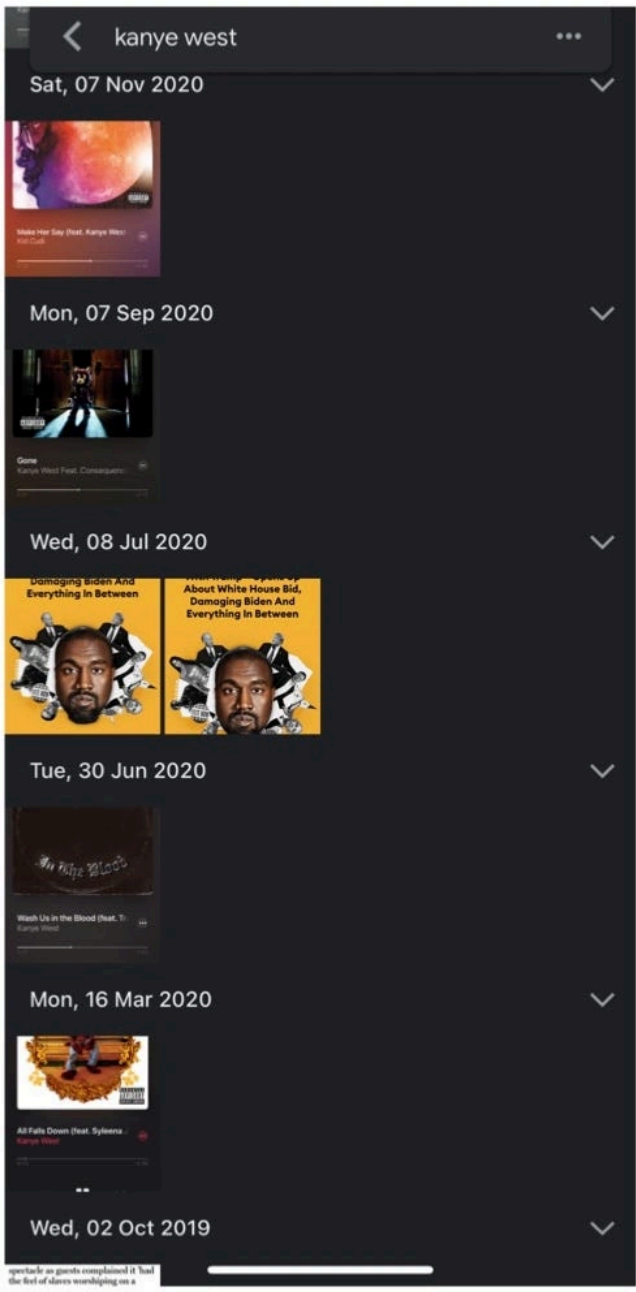 kanye west
Sat, 07 Nov 2020
Make Her Say (feat. Kanye West
Kid Cudi
Mon, 07 Sep 2020
Gone
Kanye West Feat. Consequenc
Wed, 08 Jul 2020
Damaging Biden And
Everything In Between
About White House Bid,
Damaging Biden And
Everything In Between
Tue, 30 Jun 2020
In The Blood
Wash Us in the Blood (feat. Tr
Kanye West
Mon, 16 Mar 2020
All Falls Down (feat. Syleena
Kanye West
Wed, 02 Oct 2019
spectacle as guests complained it 'had
the feel of slaves worshiping on a